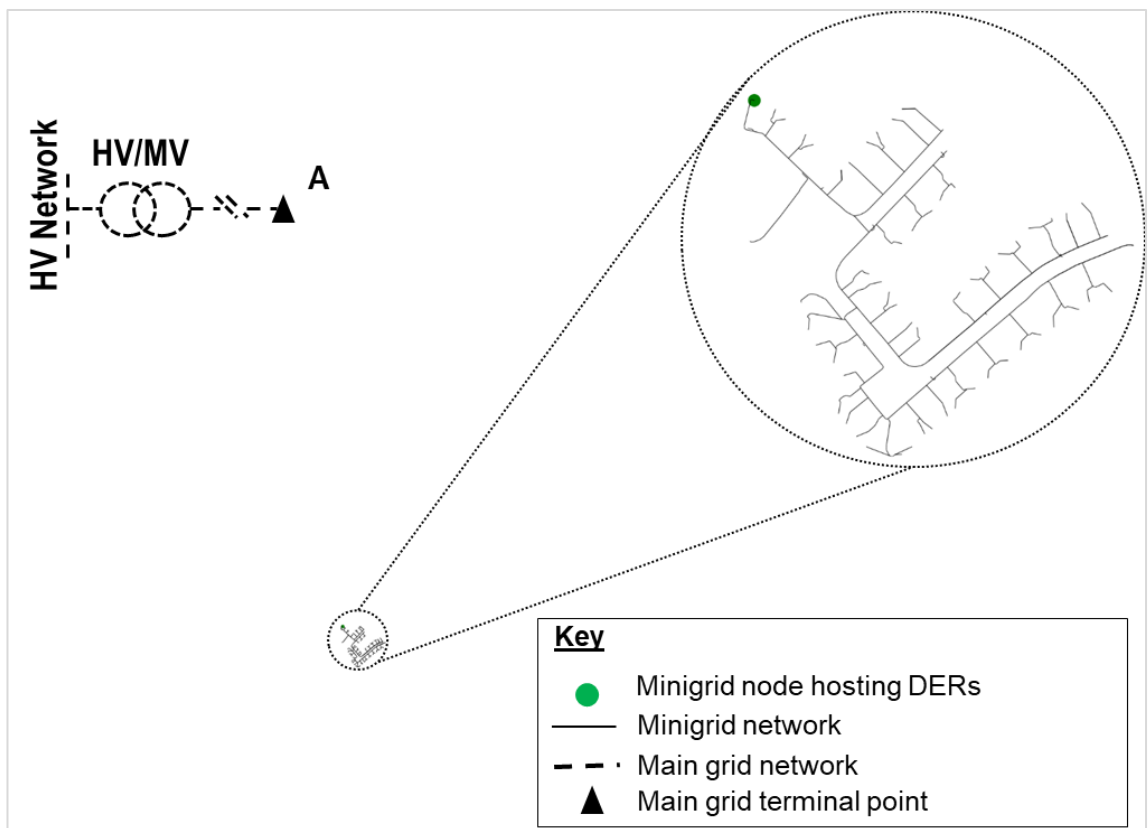 HV Network
HV/MV
A
Key
Minigrid node hosting DERs
Minigrid network
Main grid network
Main grid terminal point